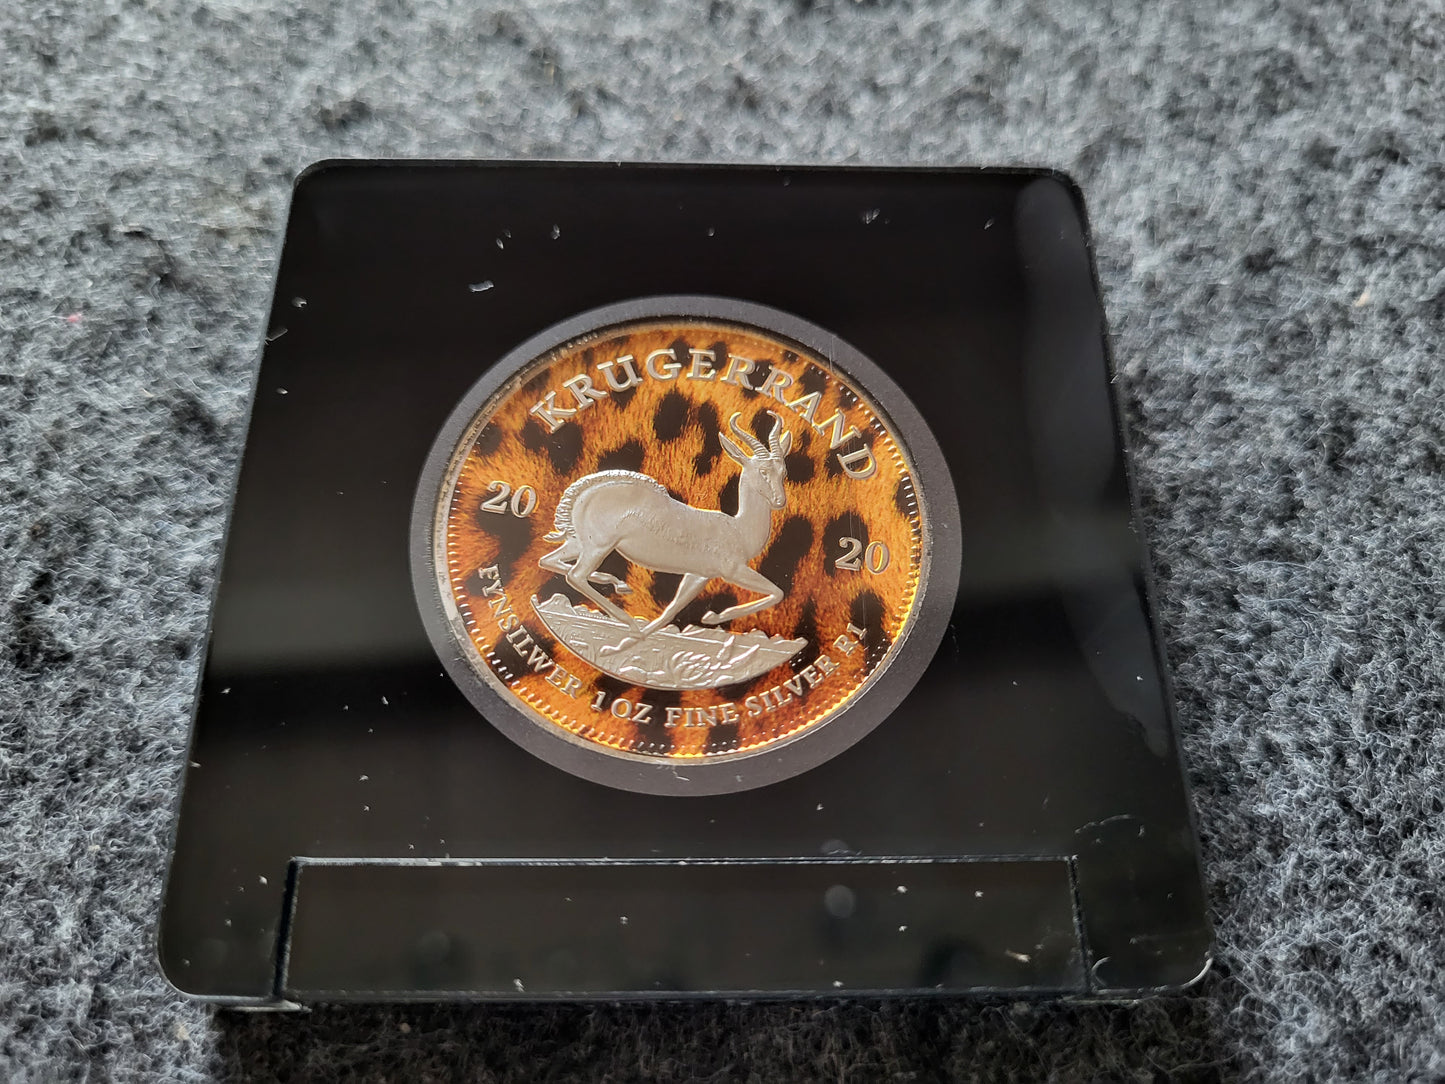 KRUGERRAND
20 20
FYNSILWER 1 OZ FINE SILVER R1